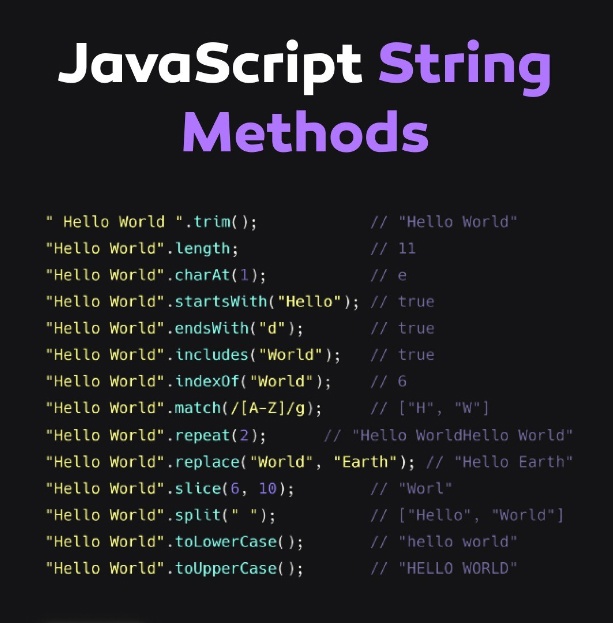 JavaScript String
Methods
" Hello World ".trim(); // "Hello World"
"Hello World".length; // 11
"Hello World".charAt(1); // e
"Hello World".startsWith("Hello"); // true
"Hello World".endsWith("d"); // true
"Hello World".includes("World"); // true
"Hello World".indexOf("World"); // 6
"Hello World".match(/[A-Z]/g); // ["H", "W"]
"Hello World".repeat(2); // "Hello WorldHello World"
"Hello World".replace("World", "Earth"); // "Hello Earth"
"Hello World".slice(6, 10); // "Worl"
"Hello World".split(" "); // ["Hello", "World"]
"Hello World".toLowerCase(); // "hello world"
"Hello World".toUpperCase(); // "HELLO WORLD"